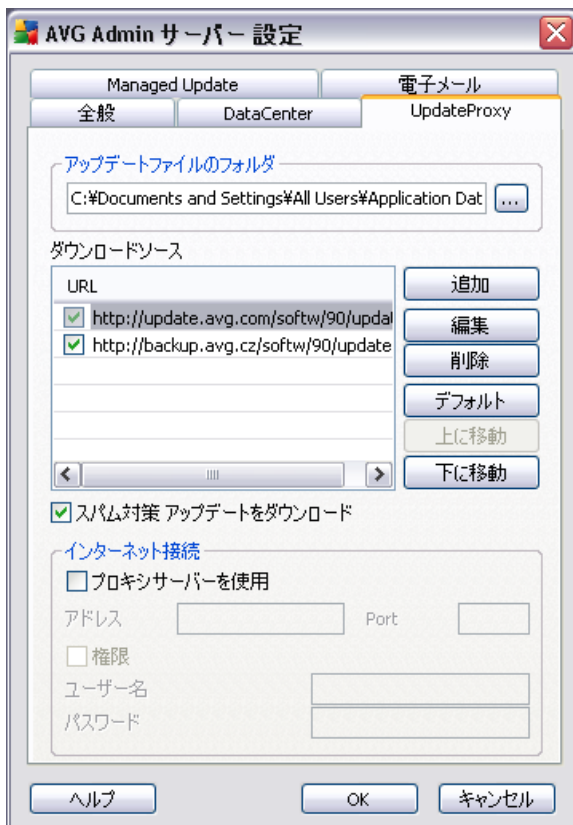 AVG Admin サーバー 設定
Managed Update
電子メール
全般
DataCenter
UpdateProxy
アップデートファイルのフォルダ
C:¥Documents and Settings¥All Users¥Application Dat
...
ダウンロードソース
URL
http://update.avg.com/softw/90/updat
http://backup.avg.cz/softw/90/update
追加
編集
削除
デフォルト
上に移動
下に移動
スパム対策 アップデートをダウンロード
インターネット接続
プロキシサーバーを使用
アドレス
Port
権限
ユーザー名
パスワード
ヘルプ
OK
キャンセル